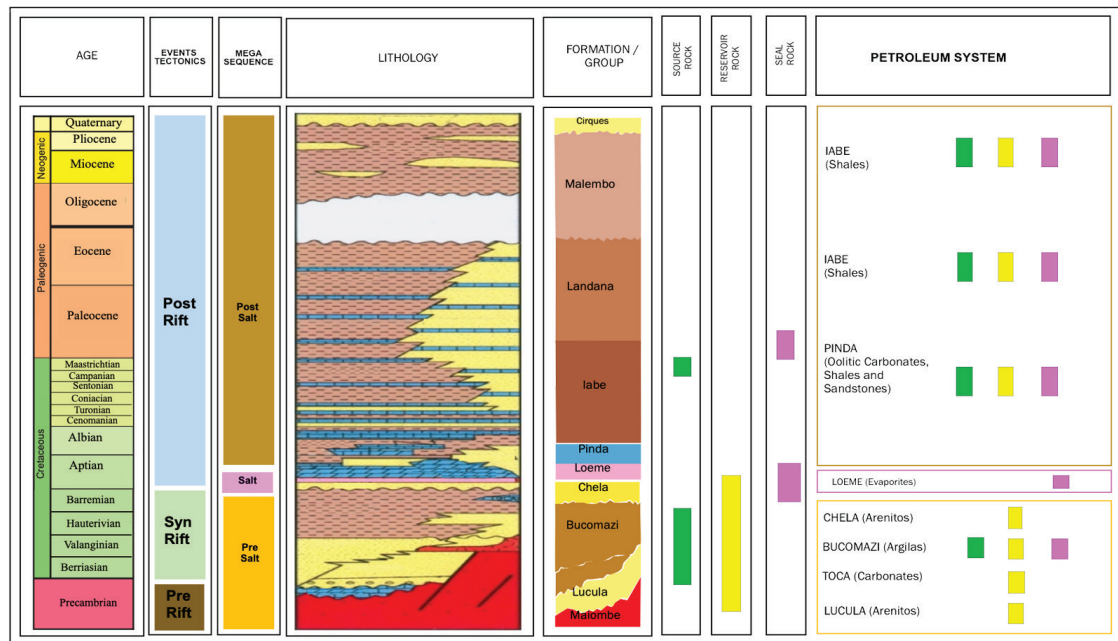 AGE
EVENTS
TECTONICS
MEGA
SEQUENCE
LITHOLOGY
FORMATION /
GROUP
SOURCE
ROCK
RESERVOIR
ROCK
SEAL
ROCK
PETROLEUM SYSTEM
Neogenic
Paleogenic
Cretaceous
Quaternary
Pliocene
Miocene
Oligocene
Eocene
Paleocene
Maastrichtian
Campanian
Sentonian
Coniacian
Turonian
Cenomanian
Albian
Aptian
Barremian
Hauterivian
Valanginian
Berriasian
Precambrian
Post
Rift
Syn
Rift
Pre
Rift
Post
Salt
Salt
Pre
Salt
Cirques
Malembo
Landana
Iabe
Pinda
Loeme
Chela
Bucomazi
Lucula
Malombe
IABE
(Shales)
IABE
(Shales)
PINDA
(Oolitic Carbonates,
Shales and
Sandstones)
LOEME (Evaporites)
CHELA (Arenitos)
BUCOMAZI (Argilas)
TOCA (Carbonates)
LUCULA (Arenitos)